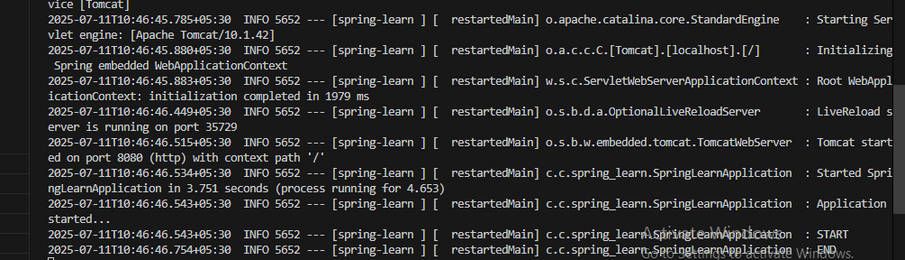 vice [Tomcat]
2025-07-11T10:46:45.785+05:30  INFO 5652 --- [spring-learn ] [  restartedMain] o.apache.catalina.core.StandardEngine    : Starting Ser
vlet engine: [Apache Tomcat/10.1.42]
2025-07-11T10:46:45.880+05:30  INFO 5652 --- [spring-learn ] [  restartedMain] o.a.c.c.C.[Tomcat].[localhost].[/]       : Initializing
 Spring embedded WebApplicationContext
2025-07-11T10:46:45.883+05:30  INFO 5652 --- [spring-learn ] [  restartedMain] w.s.c.ServletWebServerApplicationContext : Root WebAppl
icationContext: initialization completed in 1979 ms
2025-07-11T10:46:46.449+05:30  INFO 5652 --- [spring-learn ] [  restartedMain] o.s.b.d.a.OptionalLiveReloadServer       : LiveReload s
erver is running on port 35729
2025-07-11T10:46:46.515+05:30  INFO 5652 --- [spring-learn ] [  restartedMain] o.s.b.w.embedded.tomcat.TomcatWebServer  : Tomcat start
ed on port 8080 (http) with context path '/'
2025-07-11T10:46:46.534+05:30  INFO 5652 --- [spring-learn ] [  restartedMain] c.c.spring_learn.SpringLearnApplication  : Started Spri
ngLearnApplication in 3.751 seconds (process running for 4.653)
2025-07-11T10:46:46.543+05:30  INFO 5652 --- [spring-learn ] [  restartedMain] c.c.spring_learn.SpringLearnApplication  : Application
started...
2025-07-11T10:46:46.543+05:30  INFO 5652 --- [spring-learn ] [  restartedMain] c.c.spring_learn.SpringLearnApplication  : START
2025-07-11T10:46:46.754+05:30  INFO 5652 --- [spring-learn ] [  restartedMain] c.c.spring_learn.SpringLearnApplication  : END
Activate Windows
Go to Settings to activate Windows.